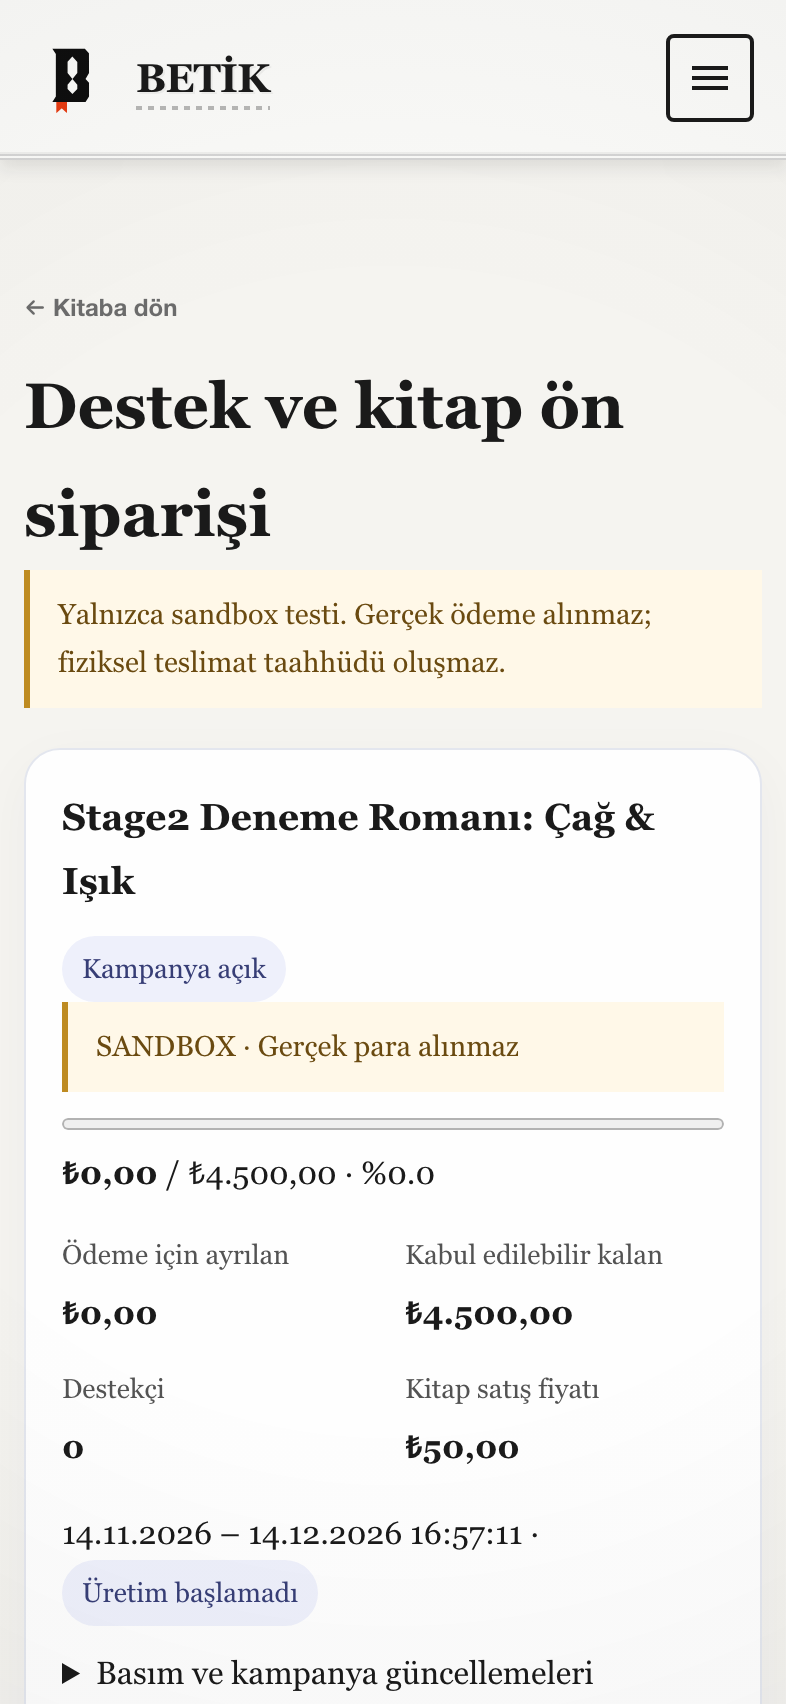 BETİK
← Kitaba dön
Destek ve kitap ön
siparişi
Yalnızca sandbox testi. Gerçek ödeme alınmaz;
fiziksel teslimat taahhüdü oluşmaz.
Stage2 Deneme Romanı: Çağ &
Işık
Kampanya açık
SANDBOX · Gerçek para alınmaz
₺0,00 / ₺4.500,00 · %0.0
Ödeme için ayrılan
₺0,00
Kabul edilebilir kalan
₺4.500,00
Destekçi
0
Kitap satış fiyatı
₺50,00
14.11.2026 – 14.12.2026 16:57:11 ·
Üretim başlamadı
▶ Basım ve kampanya güncellemeleri